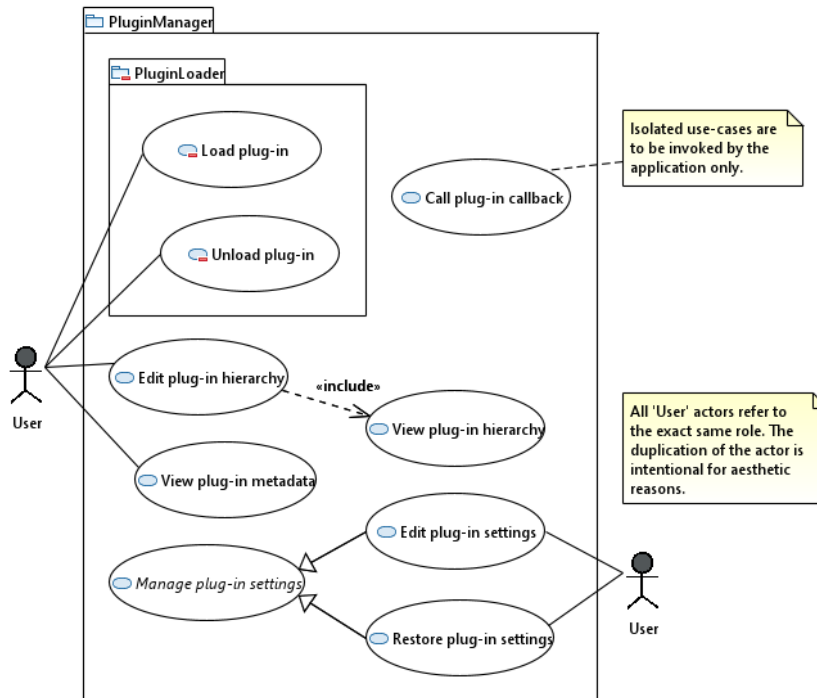 PluginManager
PluginLoader
Load plug-in
Isolated use-cases are
to be invoked by the
application only.
Call plug-in callback
Unload plug-in
Edit plug-in hierarchy
«include»
View plug-in hierarchy
User
All 'User' actors refer to
the exact same role. The
duplication of the actor is
intentional for aesthetic
reasons.
View plug-in metadata
Edit plug-in settings
Manage plug-in settings
Restore plug-in settings
User